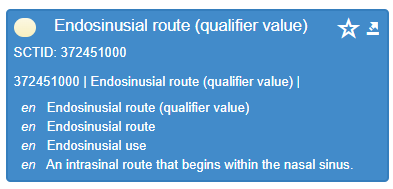 Endosinusial route (qualifier value)
SCTID: 372451000
372451000 | Endosinusial route (qualifier value) |
en Endosinusial route (qualifier value)
en Endosinusial route
en Endosinusial use
en An intrasinal route that begins within the nasal sinus.